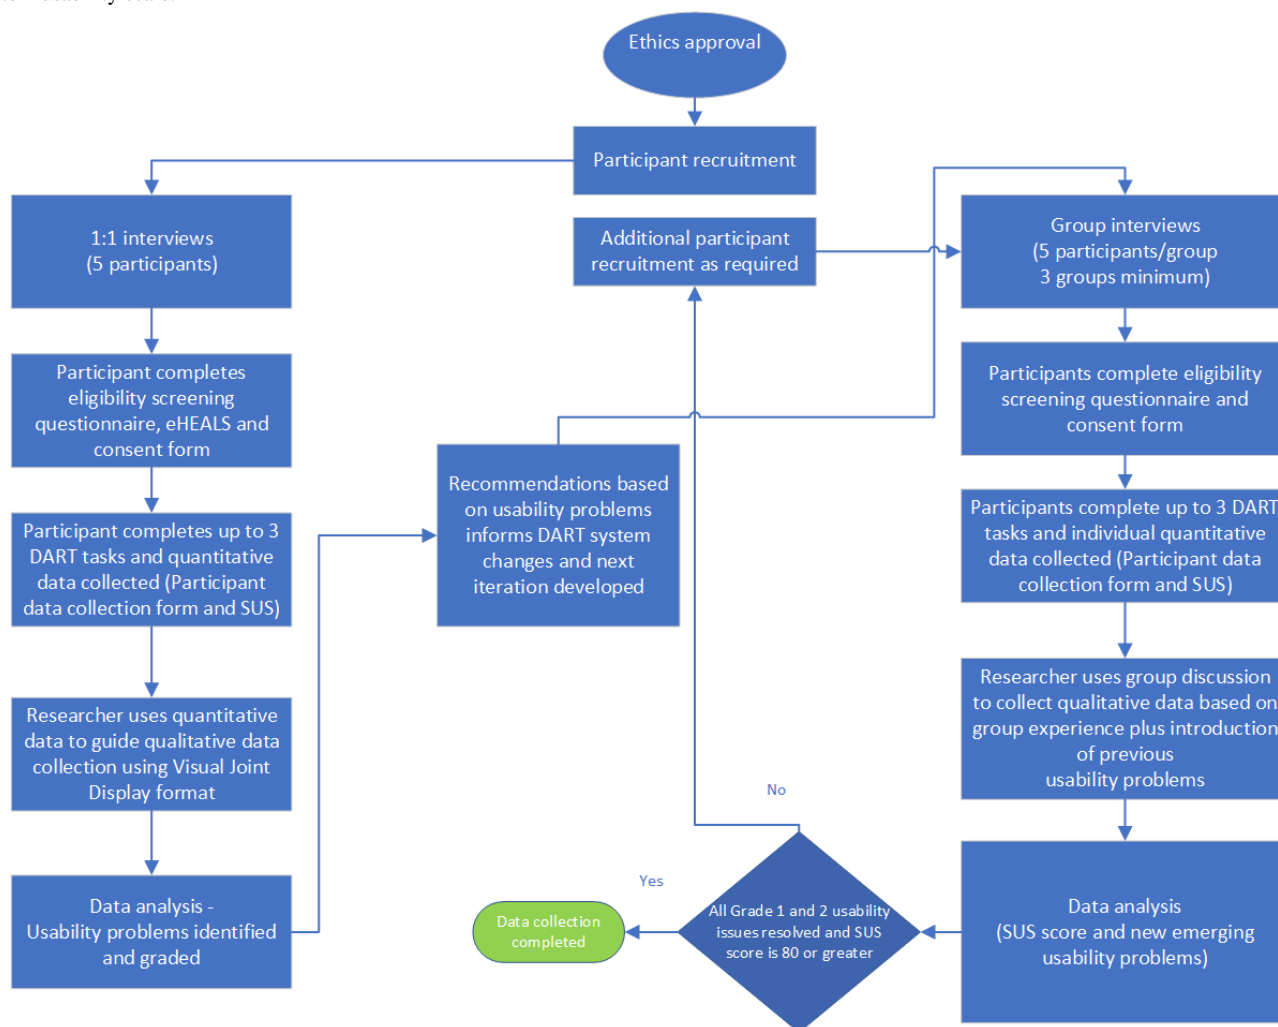 Ethics approval
Participant recruitment
1:1 interviews
(5 participants)
Participant completes
eligibility screening
questionnaire, eHEALS and
consent form
Participant completes up to 3
DART tasks and quantitative
data collected (Participant
data collection form and SUS)
Researcher uses quantitative
data to guide qualitative data
collection using Visual Joint
Display format
Data analysis -
Usability problems identified
and graded
Recommendations based
on usability problems
informs DART system
changes and next
iteration developed
Additional participant
recruitment as required
Group interviews
(5 participants/group
3 groups minimum)
Participants complete eligibility
screening questionnaire and
consent form
Participants complete up to 3 DART
tasks and individual quantitative
data collected (Participant data
collection form and SUS)
Researcher uses group discussion
to collect qualitative data based on
group experience plus introduction
of previous
usability problems
Data analysis
(SUS score and new emerging
usability problems)
All Grade 1 and 2 usability
issues resolved and SUS
score is 80 or greater
No
Yes
Data collection
completed